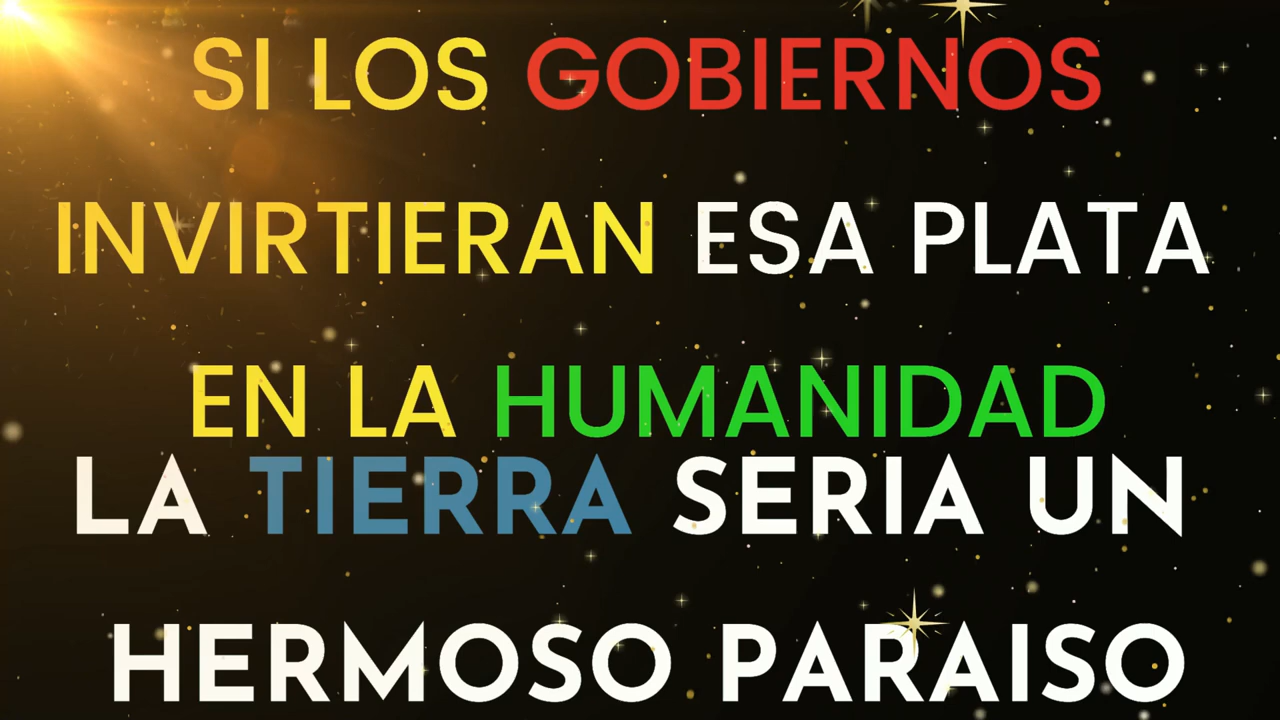 SI LOS GOBIERNOS
INVIRTIERAN ESA PLATA
EN LA HUMANIDAD
LA TIERRA SERIA UN
HERMOSO PARAISO